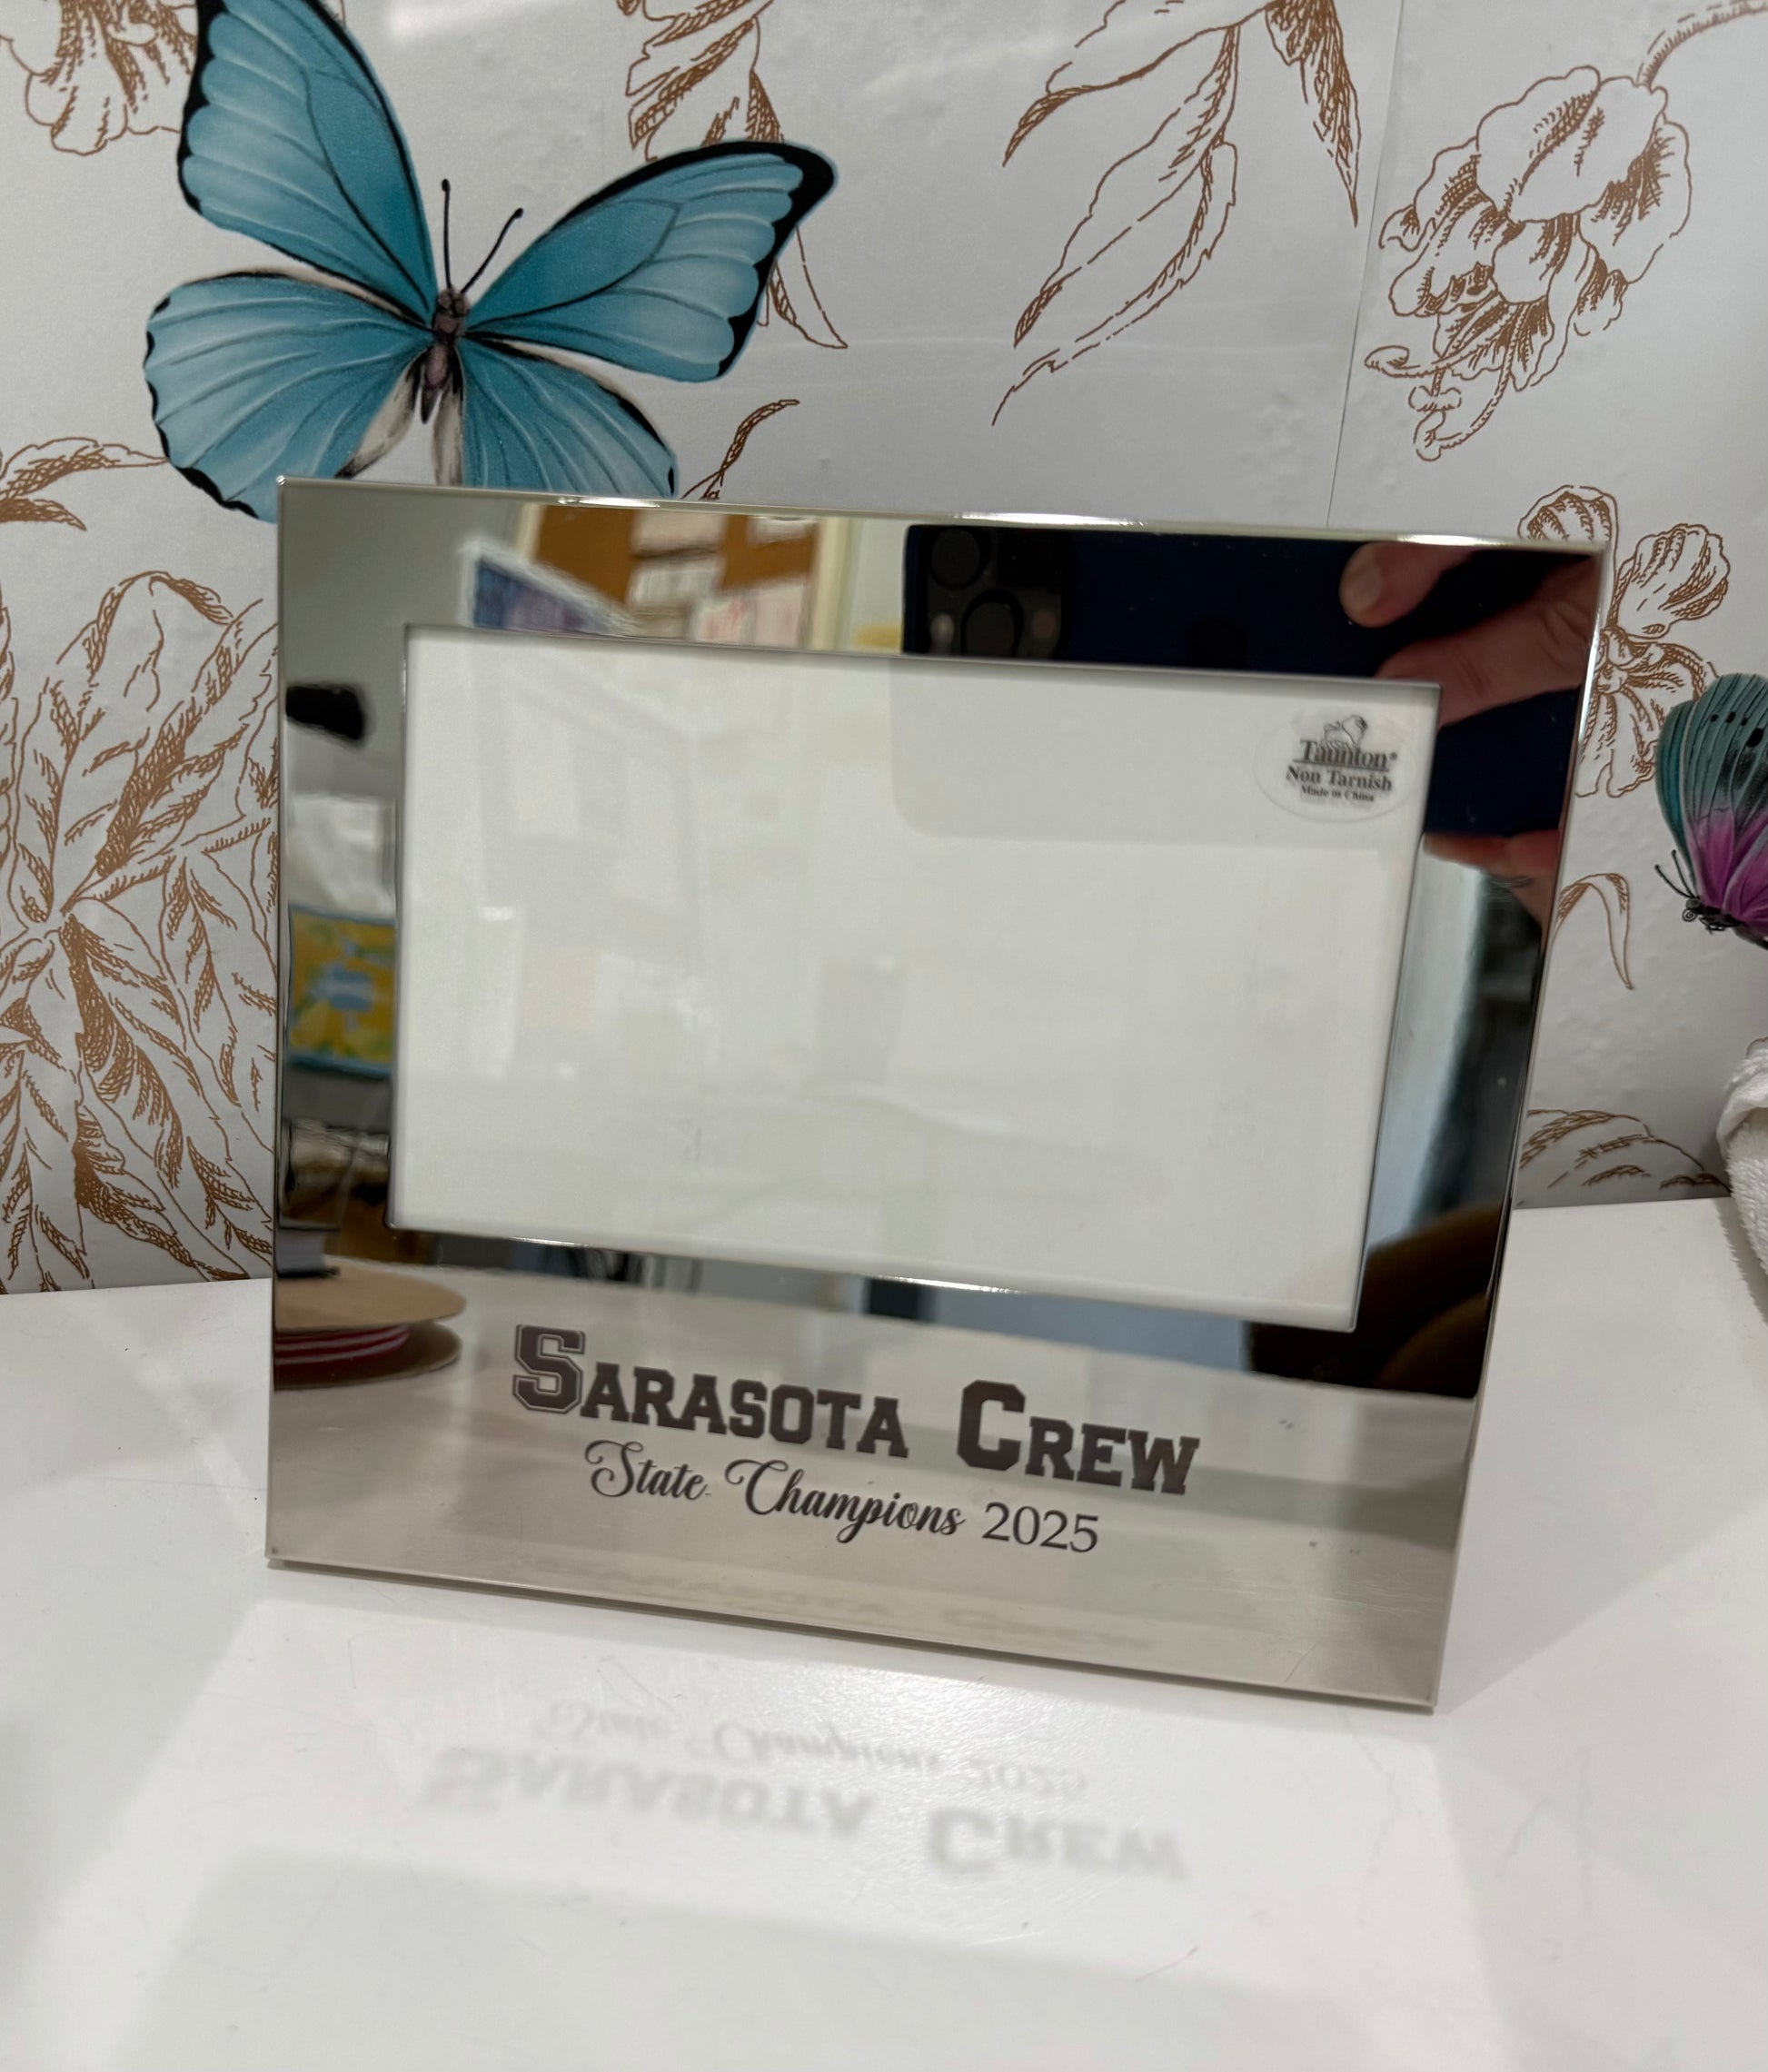 Taunton®
Non Tarnish
Made in China
SARASOTA CREW
State Champions 2025